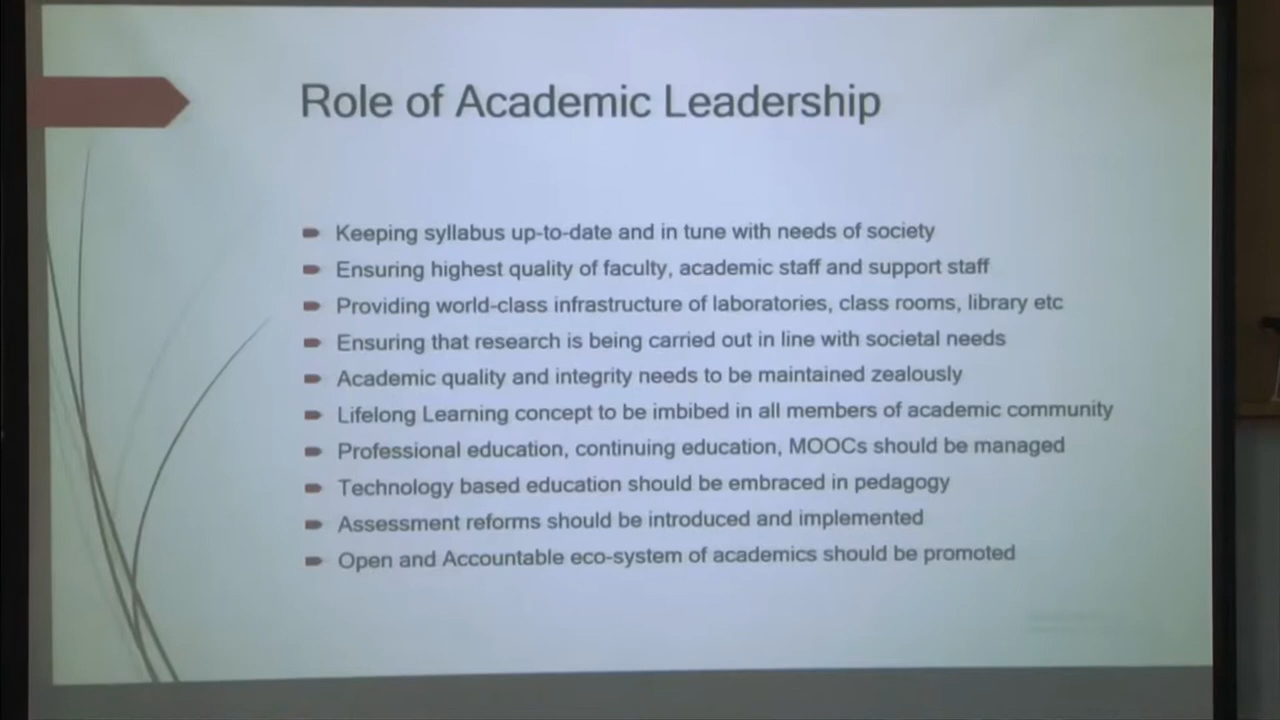 Role of Academic Leadership
Keeping syllabus up-to-date and in tune with needs of society
Ensuring highest quality of faculty, academic staff and support staff
Providing world-class infrastructure of laboratories, class rooms, library etc
Ensuring that research is being carried out in line with societal needs
Academic quality and integrity needs to be maintained zealously
Lifelong Learning concept to be imbibed in all members of academic community
Professional education, continuing education, MOOCs should be managed
Technology based education should be embraced in pedagogy
Assessment reforms should be introduced and implemented
Open and Accountable eco-system of academics should be promoted